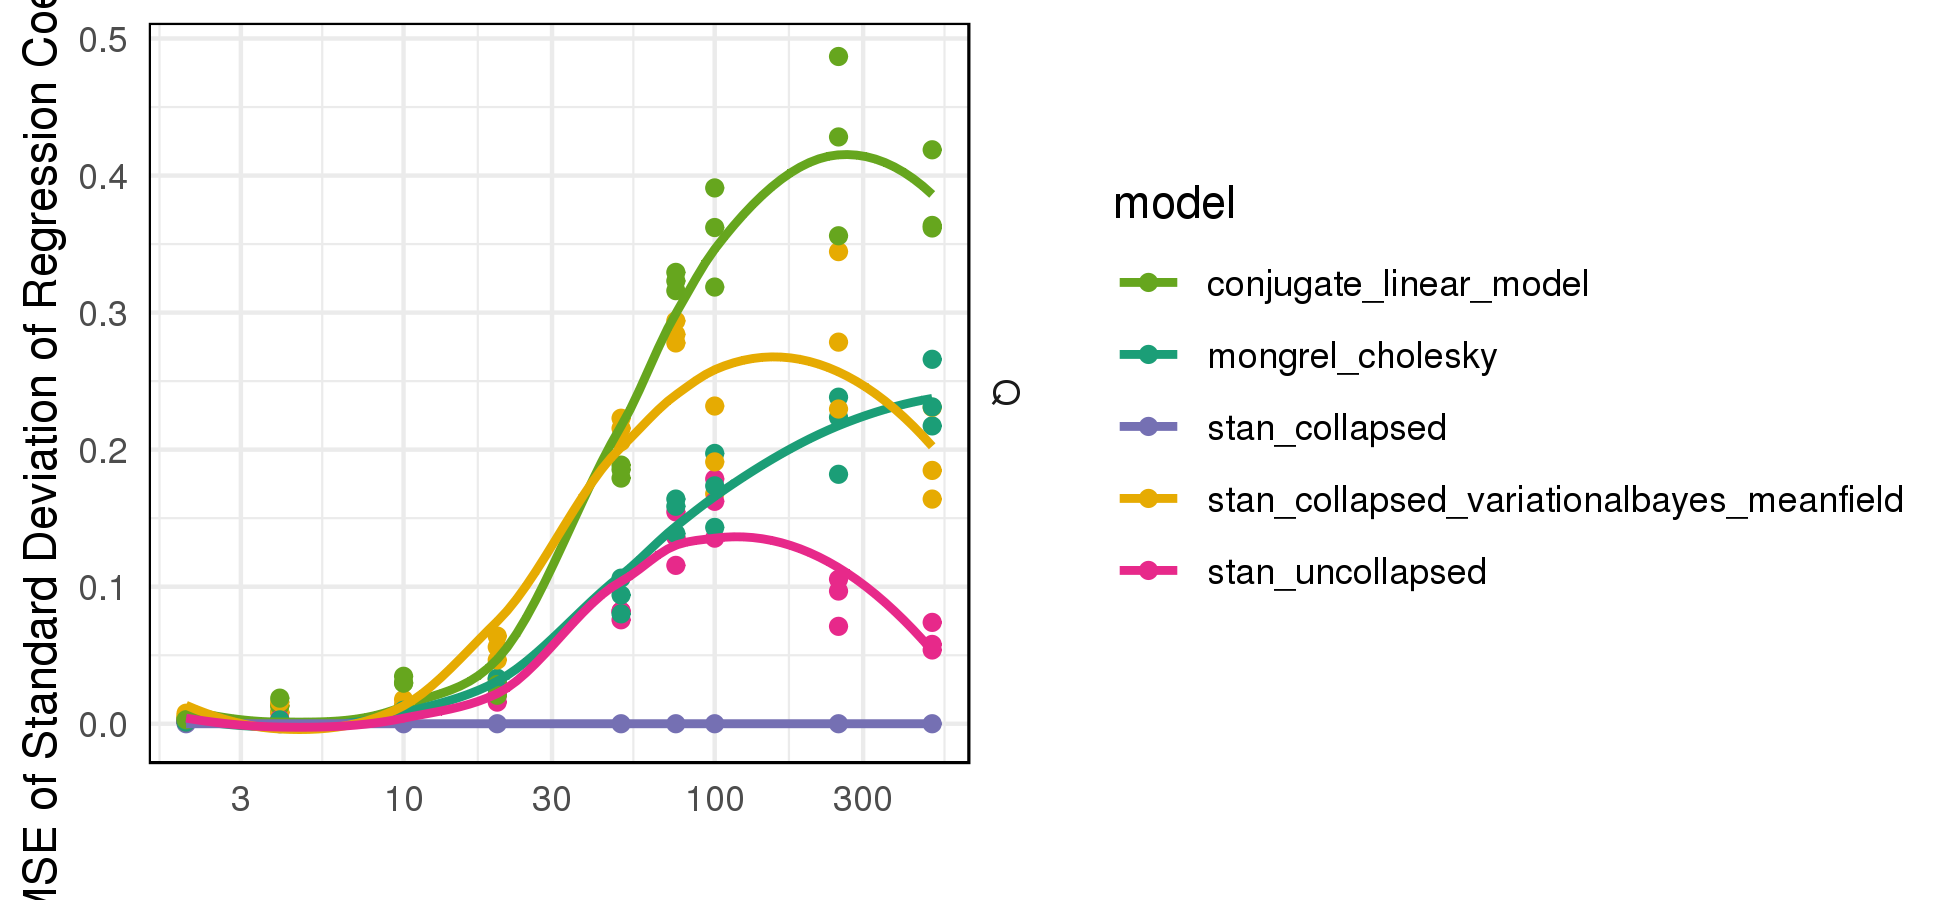 MSE of Standard Deviation of Regression Coe
0.5
0.4
0.3
0.2
0.1
0.0
3 10 30 100 300
Q
model
conjugate_linear_model
mongrel_cholesky
stan_collapsed
stan_collapsed_variationalbayes_meanfield
stan_uncollapsed